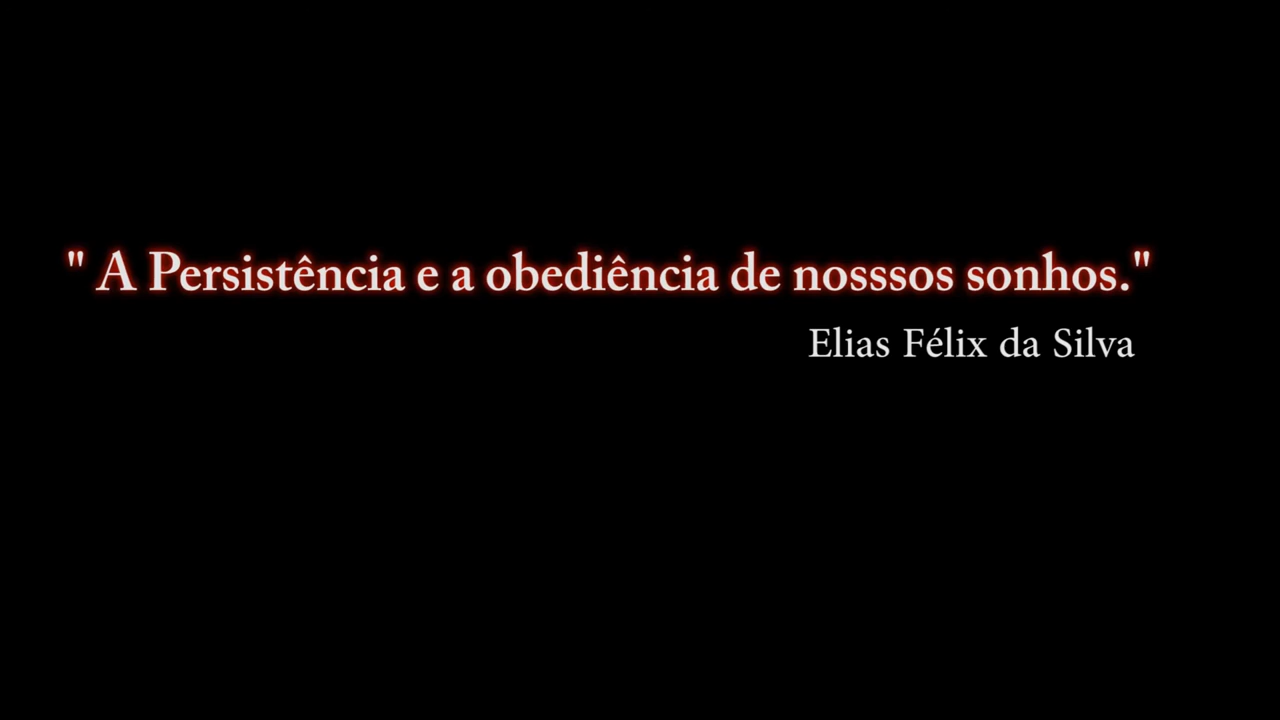 " A Persistência e a obediência de nosssos sonhos."
Elias Félix da Silva